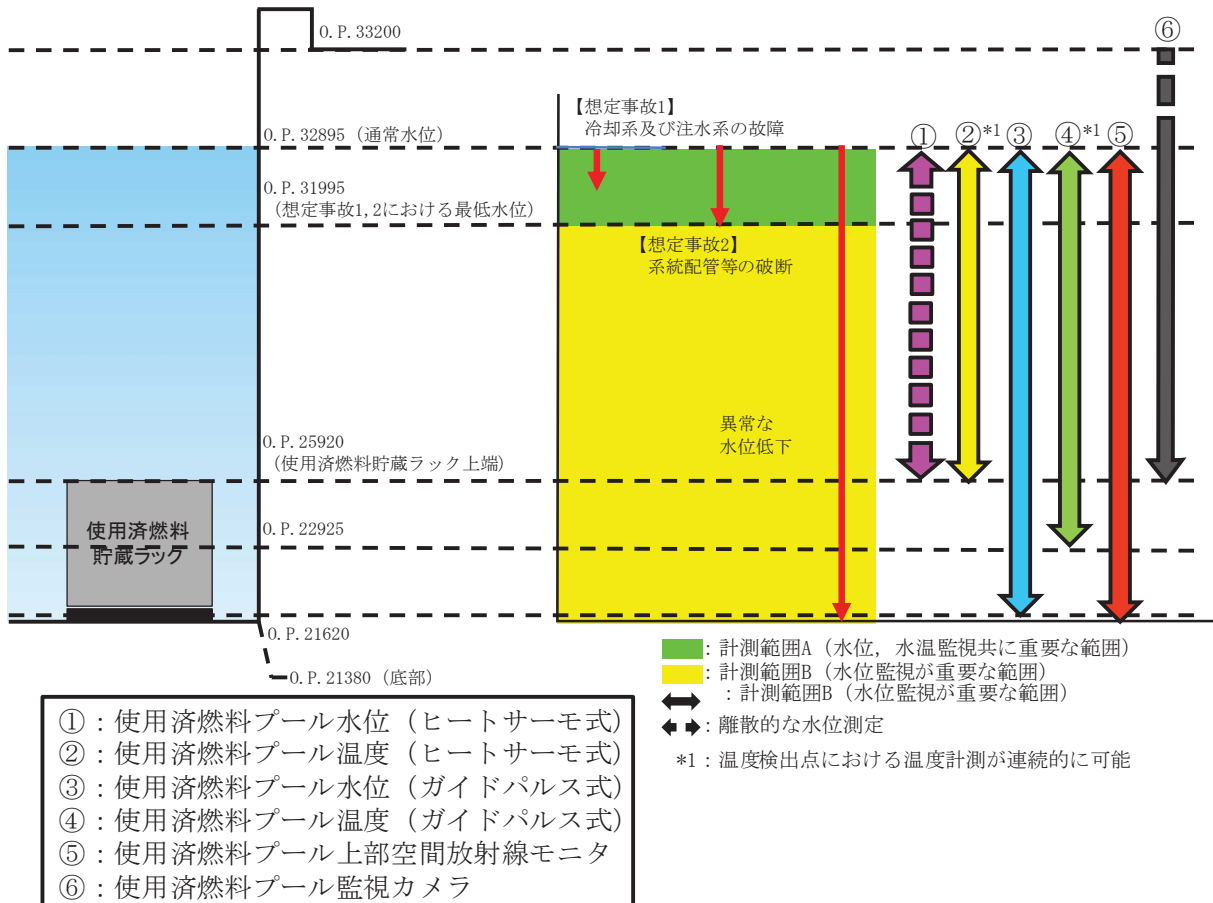 O.P.33200
⑥
【想定事故1】
冷却系及び注水系の故障
O.P.32895（通常水位）
① ②*1 ③ ④*1 ⑤
O.P.31995
（想定事故1,2における最低水位）
【想定事故2】
系統配管等の破断
異常な
水位低下
O.P.25920
（使用済燃料貯蔵ラック上端）
使用済燃料
貯蔵ラック
O.P.22925
O.P.21620
O.P.21380（底部）
：計測範囲A（水位，水温監視共に重要な範囲）
：計測範囲B（水位監視が重要な範囲）
：計測範囲B（水位監視が重要な範囲）
：離散的な水位測定
*1：温度検出点における温度計測が連続的に可能
①：使用済燃料プール水位（ヒートサーモ式）
②：使用済燃料プール温度（ヒートサーモ式）
③：使用済燃料プール水位（ガイドパルス式）
④：使用済燃料プール温度（ガイドパルス式）
⑤：使用済燃料プール上部空間放射線モニタ
⑥：使用済燃料プール監視カメラ